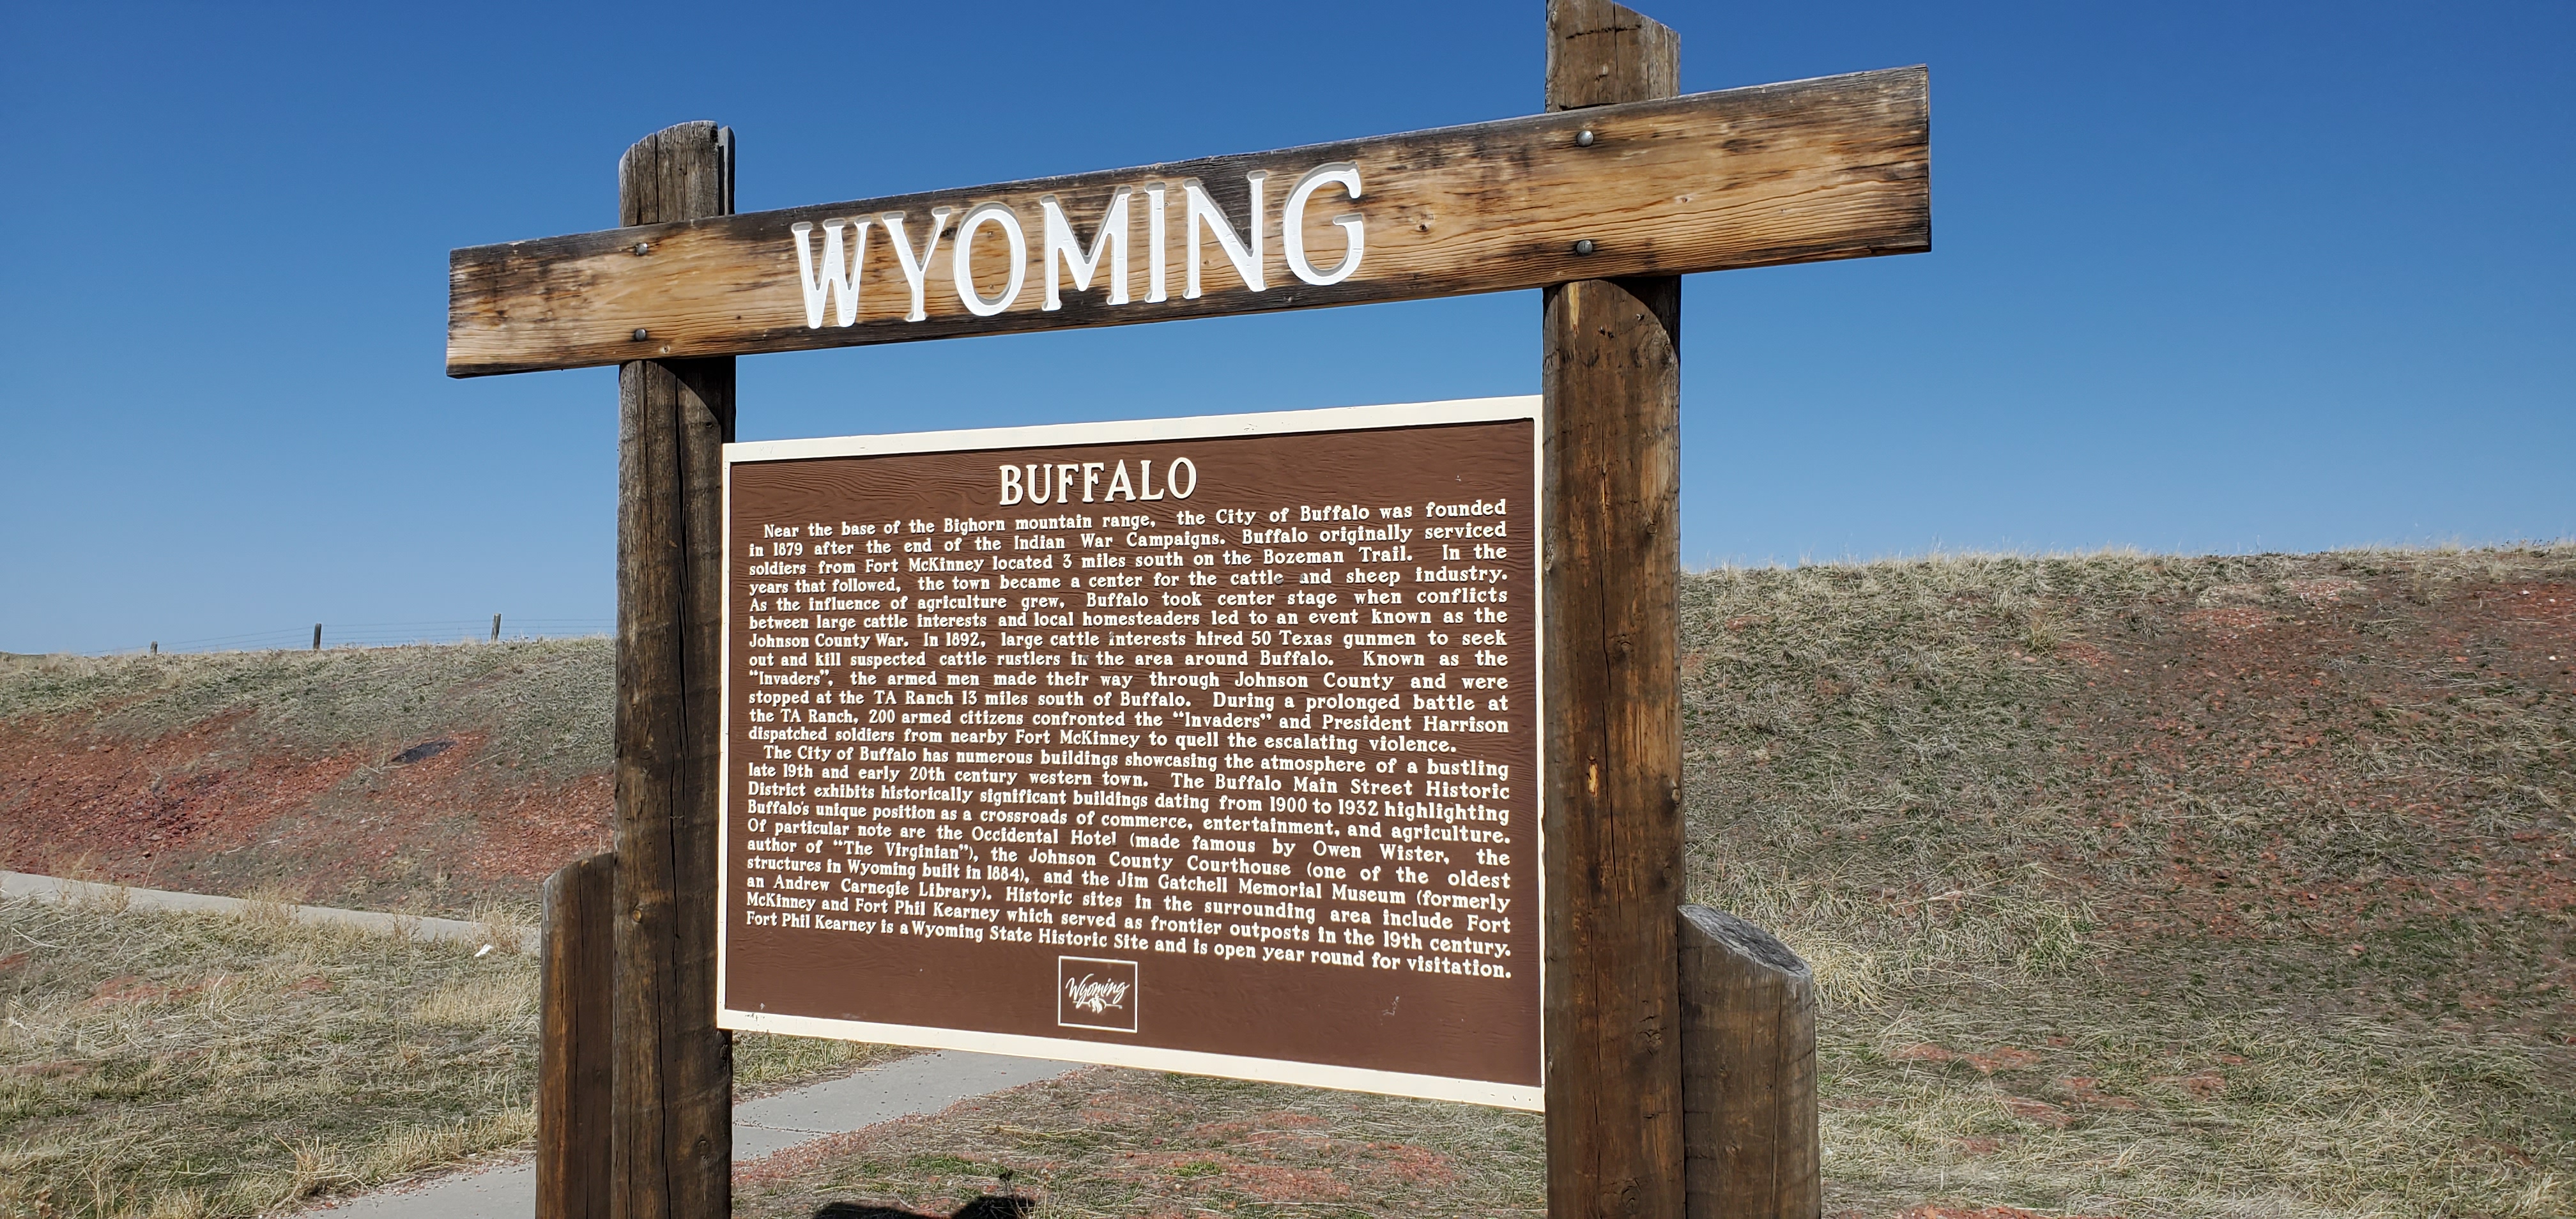 WYOMING
BUFFALO
Near the base of the Bighorn mountain range, the City of Buffalo was founded
in 1879 after the end of the Indian War Campaigns. Buffalo originally serviced
soldiers from Fort McKinney located 3 miles south on the Bozeman Trail. In the
years that followed, the town became a center for the cattle and sheep industry.
As the influence of agriculture grew, Buffalo took center stage when conflicts
between large cattle interests and local homesteaders led to an event known as the
Johnson County War. In 1892, large cattle interests hired 50 Texas gunmen to seek
out and kill suspected cattle rustlers in the area around Buffalo. Known as the
"Invaders", the armed men made their way through Johnson County and were
stopped at the TA Ranch 13 miles south of Buffalo. During a prolonged battle at
the TA Ranch, 200 armed citizens confronted the "Invaders" and President Harrison
dispatched soldiers from nearby Fort McKinney to quell the escalating violence.
The City of Buffalo has numerous buildings showcasing the atmosphere of a bustling
late 19th and early 20th century western town. The Buffalo Main Street Historic
District exhibits historically significant buildings dating from 1900 to 1932 highlighting
Buffalo's unique position as a crossroads of commerce, entertainment, and agriculture.
Of particular note are the Occidental Hotel (made famous by Owen Wister, the
author of "The Virginian"), the Johnson County Courthouse (one of the oldest
structures in Wyoming built in 1884), and the Jim Gatchell Memorial Museum (formerly
an Andrew Carnegie Library). Historic sites in the surrounding area include Fort
McKinney and Fort Phil Kearney which served as frontier outposts in the 19th century.
Fort Phil Kearney is a Wyoming State Historic Site and is open year round for visitation.
Wyoming